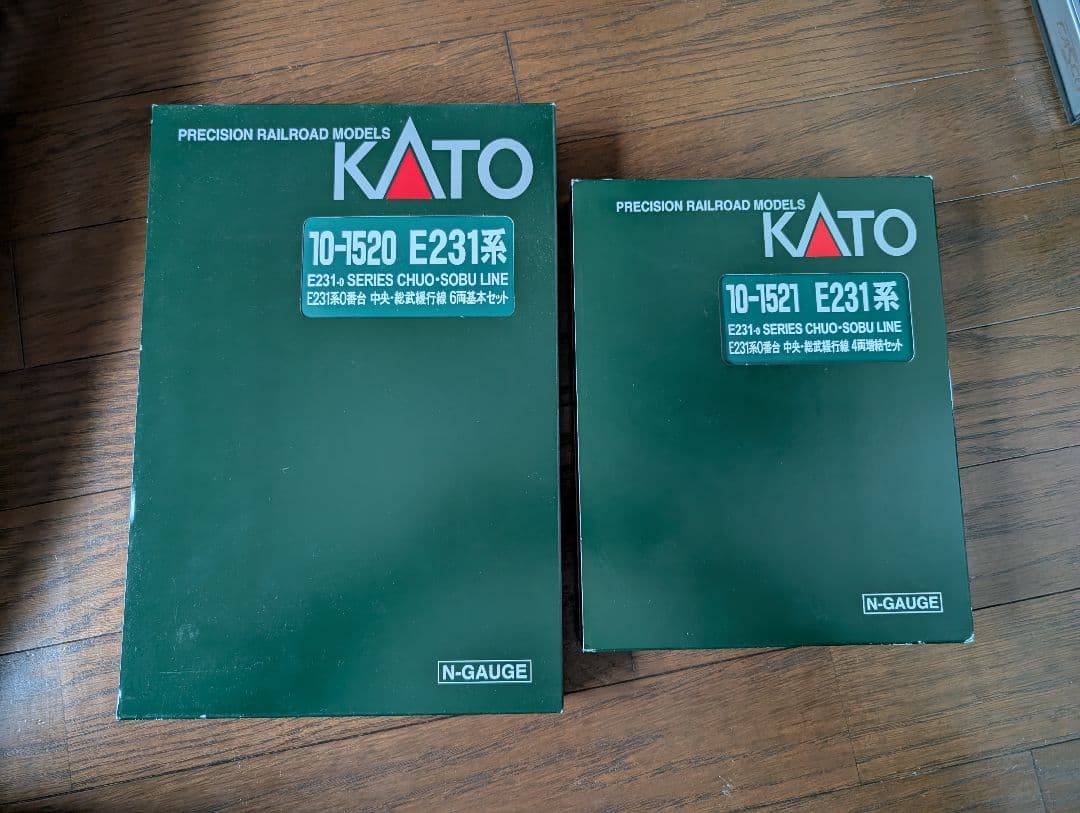 PRECISION RAILROAD MODELS
KATO
10-1520 E231系
E231-0 SERIES CHUO・SOBU LINE
E231系0番台 中央・総武緩行線 6両基本セット
N-GAUGE
PRECISION RAILROAD MODELS
KATO
10-1521 E231系
E231-0 SERIES CHUO・SOBU LINE
E231系0番台 中央・総武緩行線 4両増結セット
N-GAUGE